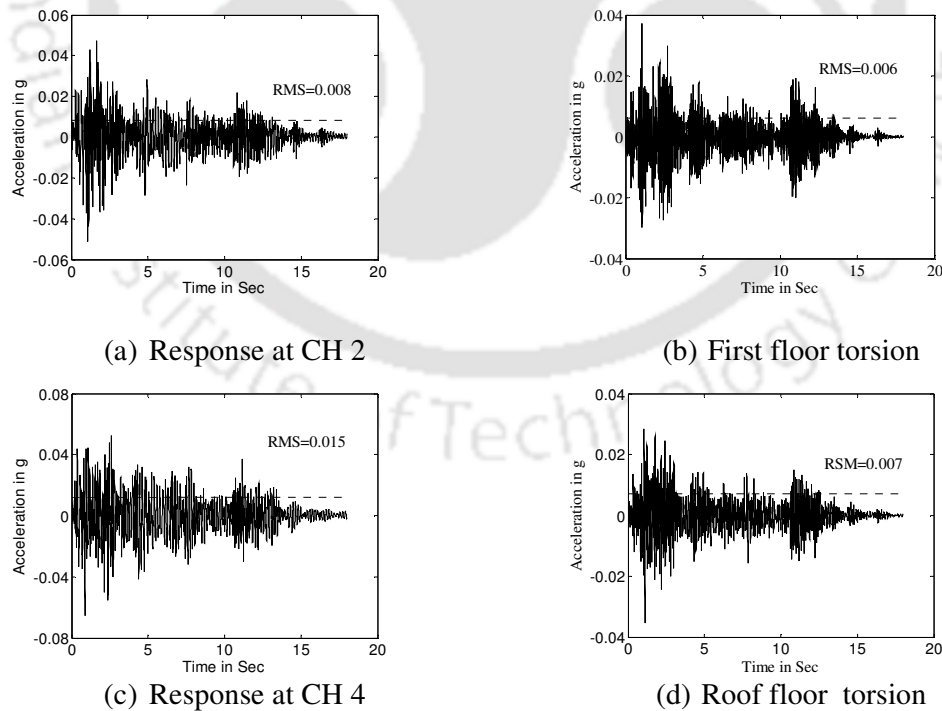 0.06
0.04
0.02
0
-0.02
-0.04
-0.06
0 5 10 15 20
Acceleration in g
Time in Sec
RMS=0.008
(a) Response at CH 2
0.04
0.02
0
-0.02
-0.04
0 5 10 15 20
Acceleration in g
Time in Sec
RMS=0.006
(b) First floor torsion
0.08
0.04
0
-0.04
-0.08
0 5 10 15 20
Acceleration in g
Time in Sec
RMS=0.015
(c) Response at CH 4
0.04
0.02
0
-0.02
-0.04
0 5 10 15 20
Acceleration in g
Time in Sec
RSM=0.007
(d) Roof floor torsion
stitute of Technology